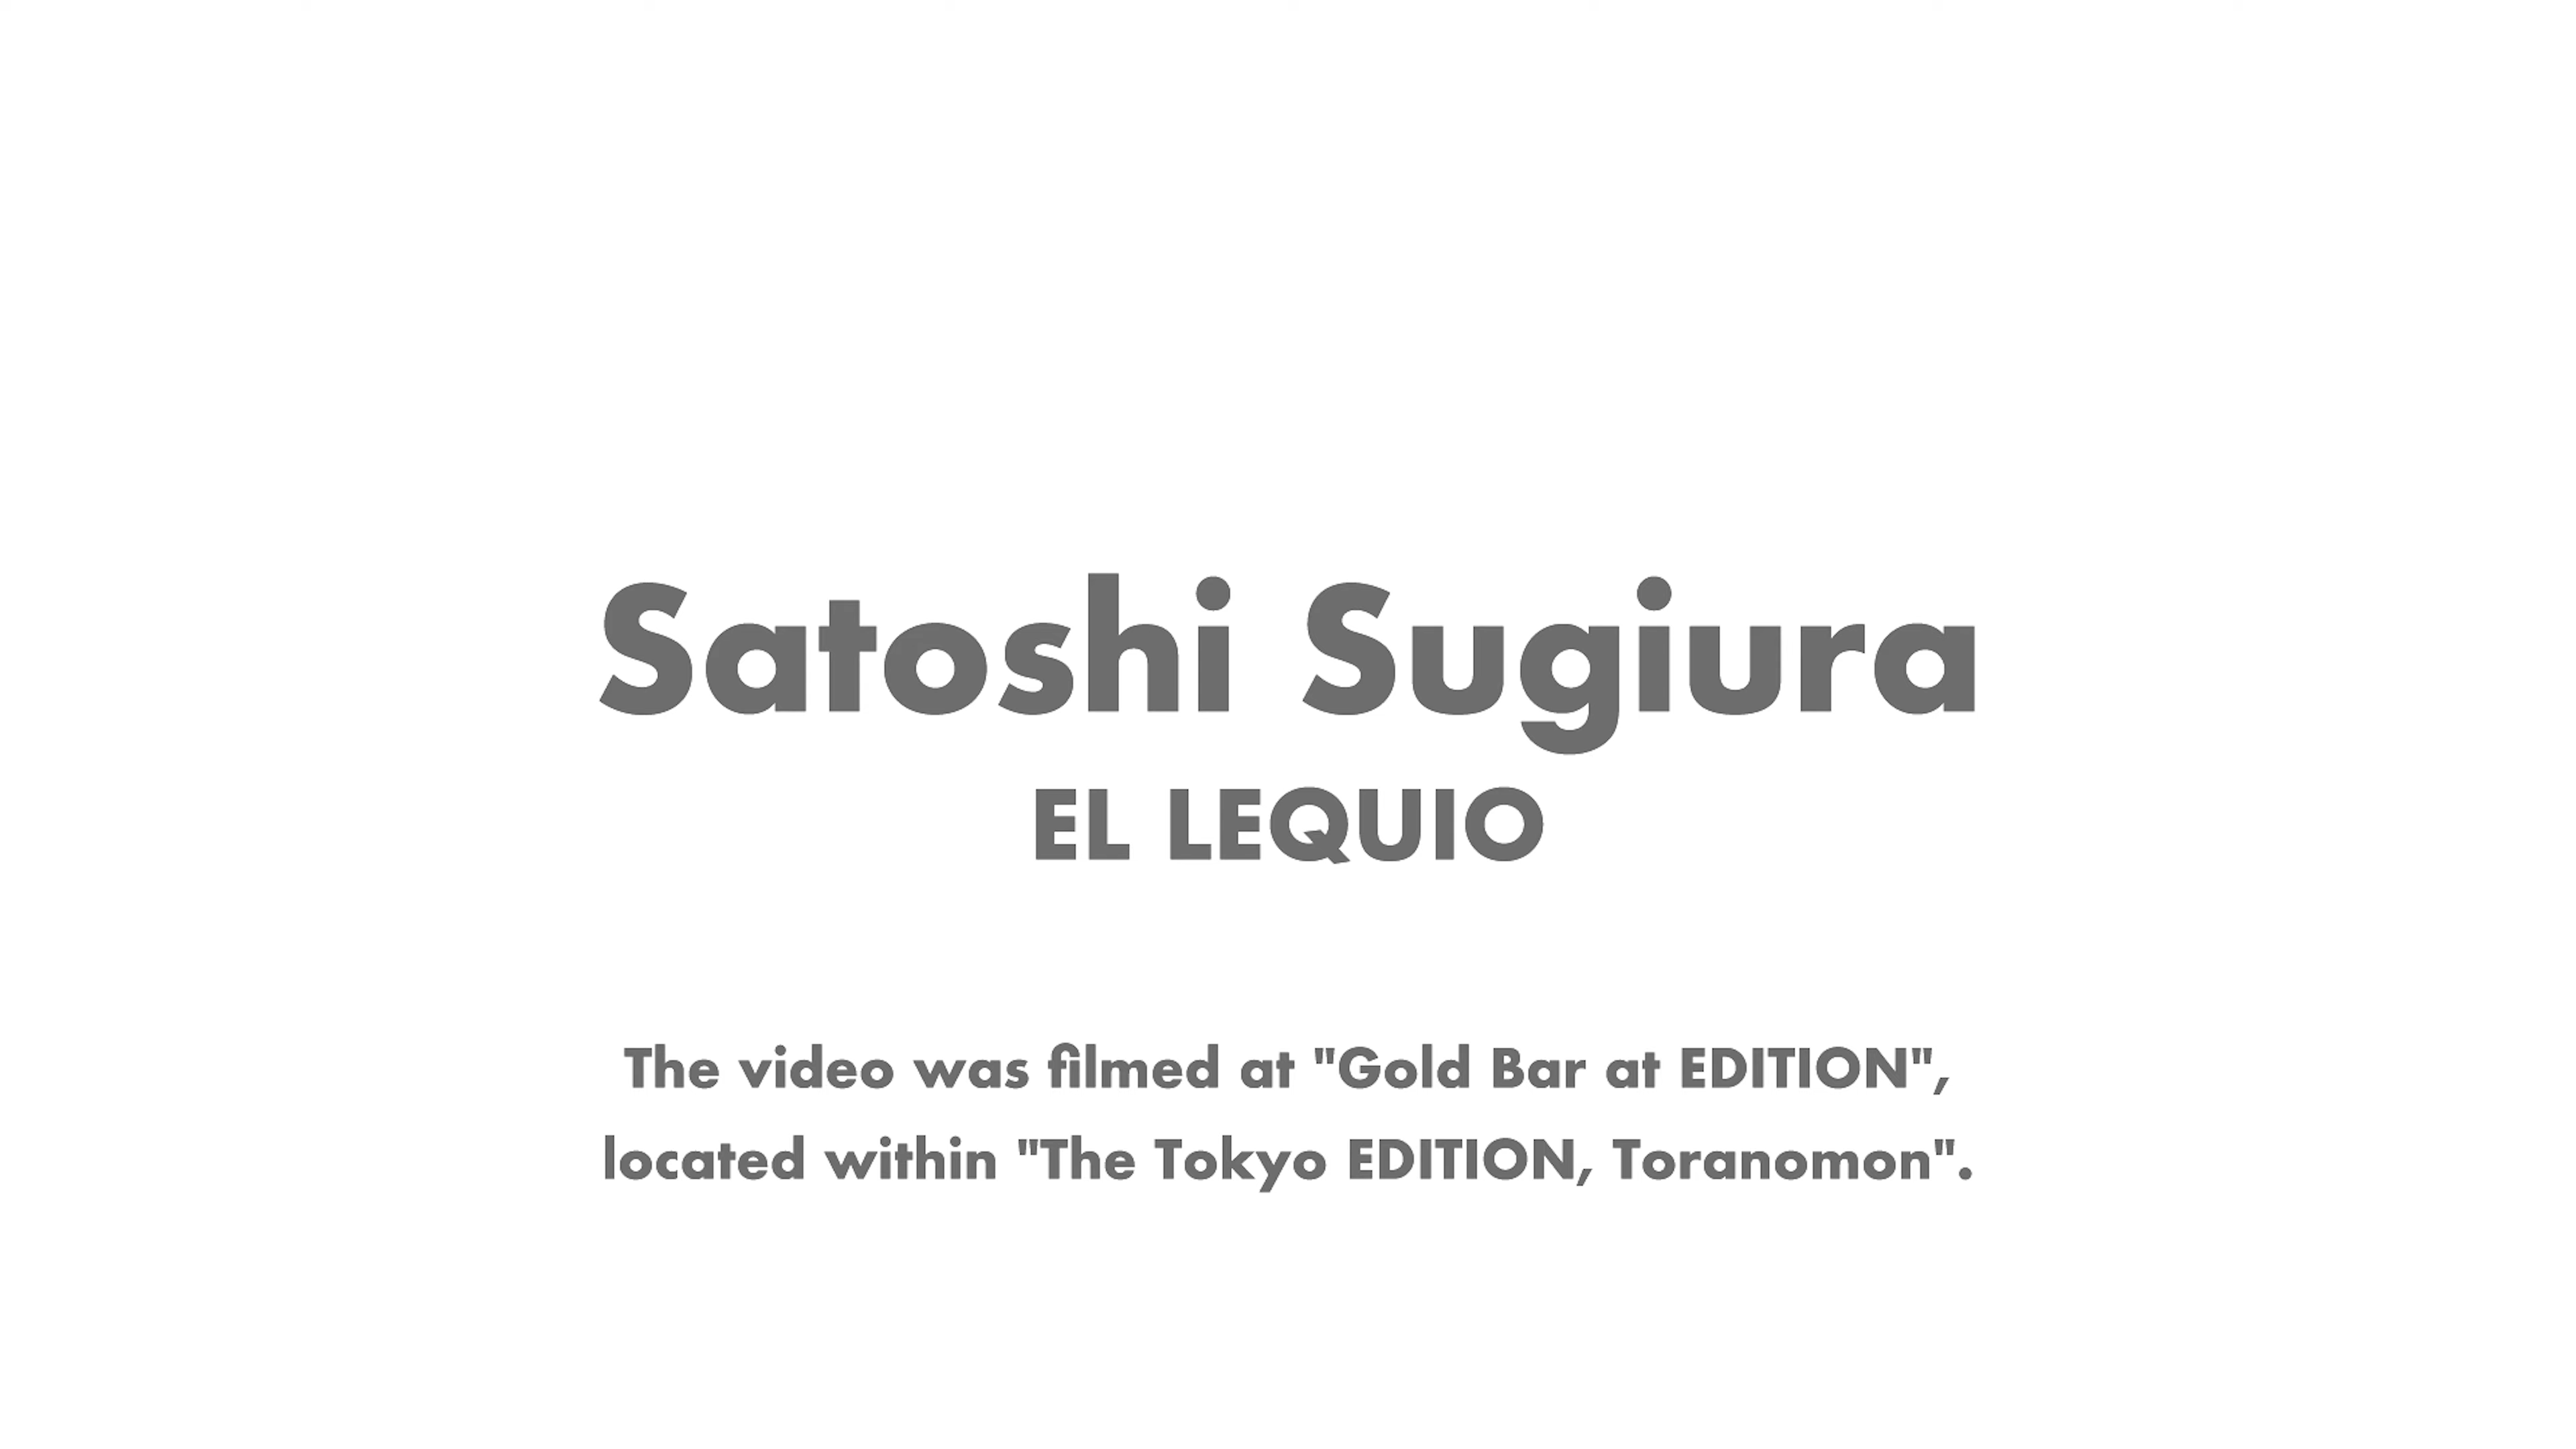 Satoshi Sugiura
EL LEQUIO
The video was filmed at "Gold Bar at EDITION",
located within "The Tokyo EDITION, Toranomon".